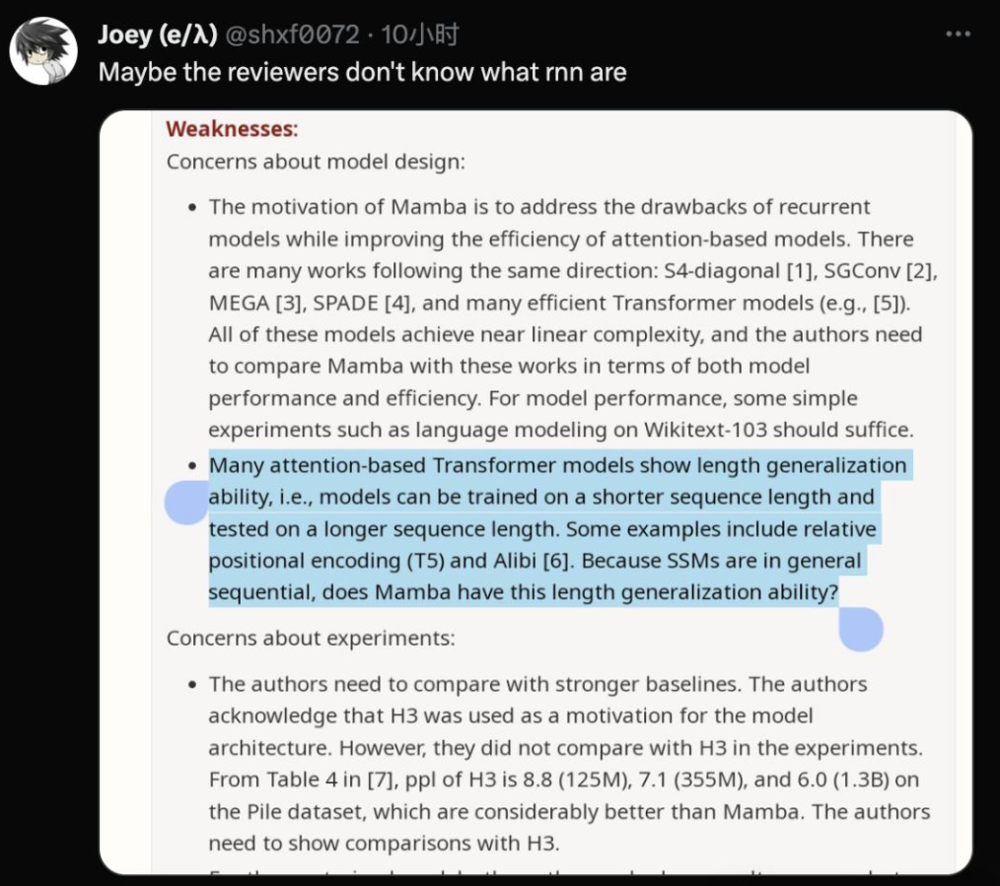 Joey (e/λ) @shxf0072 · 10小时
Maybe the reviewers don't know what rnn are
Weaknesses:
Concerns about model design:
• The motivation of Mamba is to address the drawbacks of recurrent
models while improving the efficiency of attention-based models. There
are many works following the same direction: S4-diagonal [1], SGConv [2],
MEGA [3], SPADE [4], and many efficient Transformer models (e.g., [5]).
All of these models achieve near linear complexity, and the authors need
to compare Mamba with these works in terms of both model
performance and efficiency. For model performance, some simple
experiments such as language modeling on Wikitext-103 should suffice.
• Many attention-based Transformer models show length generalization
ability, i.e., models can be trained on a shorter sequence length and
tested on a longer sequence length. Some examples include relative
positional encoding (T5) and Alibi [6]. Because SSMs are in general
sequential, does Mamba have this length generalization ability?
Concerns about experiments:
• The authors need to compare with stronger baselines. The authors
acknowledge that H3 was used as a motivation for the model
architecture. However, they did not compare with H3 in the experiments.
From Table 4 in [7], ppl of H3 is 8.8 (125M), 7.1 (355M), and 6.0 (1.3B) on
the Pile dataset, which are considerably better than Mamba. The authors
need to show comparisons with H3.